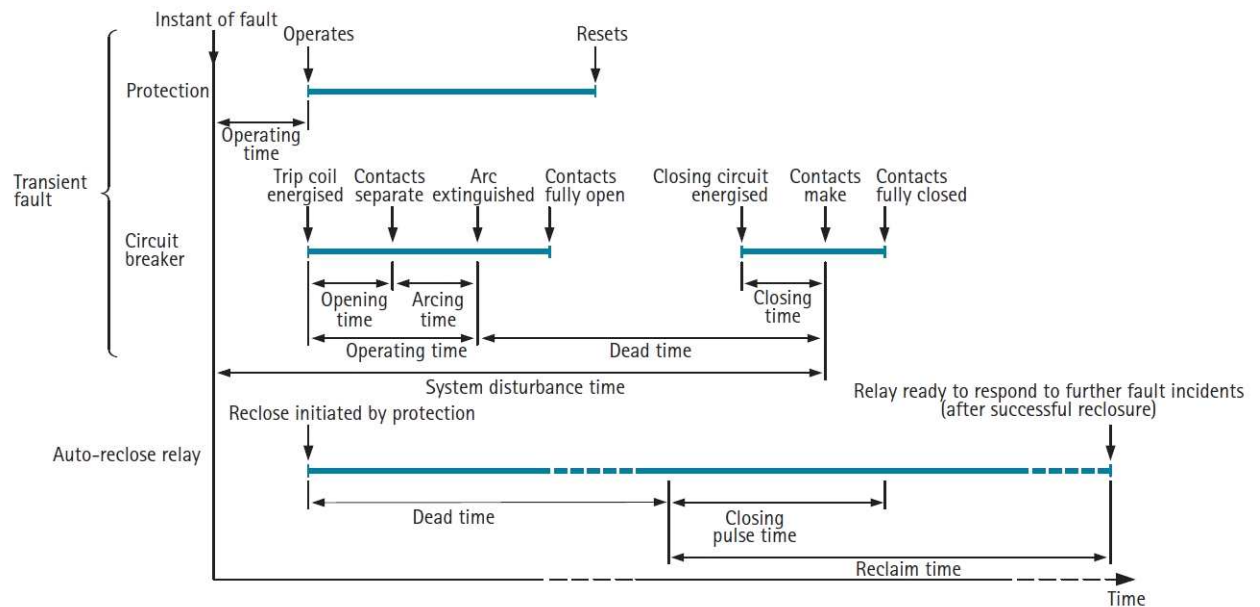 Instant of fault
Operates
Resets
Protection
Operating
time
Transient
fault
Trip coil
energised
Contacts
separate
Arc
extinguished
Contacts
fully open
Closing circuit
energised
Contacts
make
Contacts
fully closed
Circuit
breaker
Opening
time
Arcing
time
Closing
time
Operating time
Dead time
System disturbance time
Relay ready to respond to further fault incidents
(after successful reclosure)
Reclose initiated by protection
Auto-reclose relay
Dead time
Closing
pulse time
Reclaim time
Time